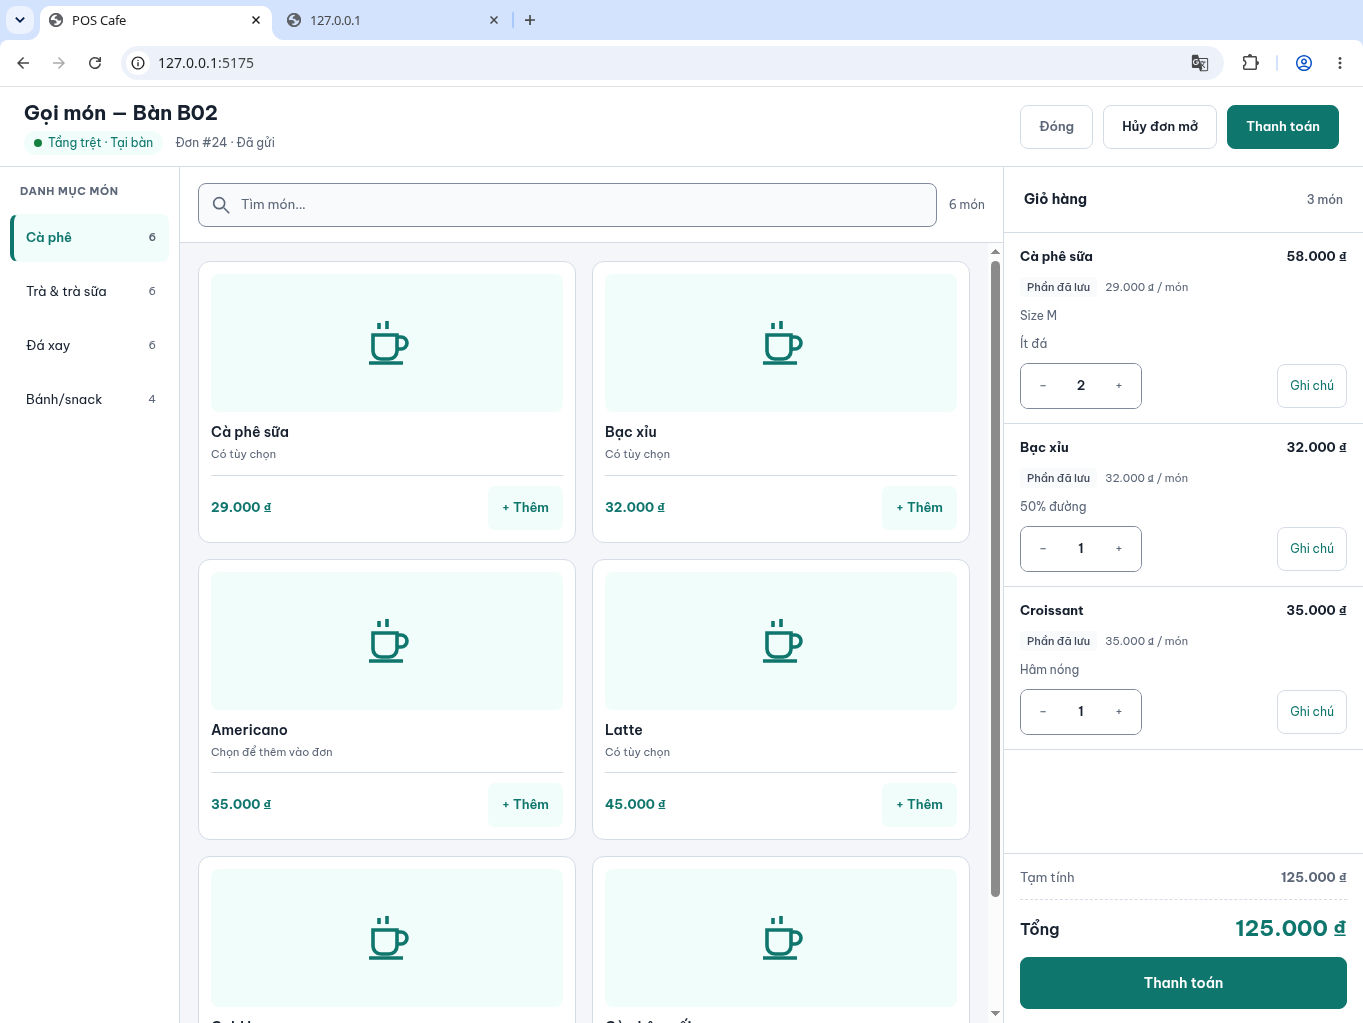 POS Cafe
127.0.0.1
127.0.0.1:5175
Gọi món — Bàn B02
Tầng trệt · Tại bàn
Đơn #24 · Đã gửi
Đóng
Hủy đơn mở
Thanh toán
DANH MỤC MÓN
Cà phê 6
Trà & trà sữa 6
Đá xay 6
Bánh/snack 4
Tìm món...
6 món
Cà phê sữa
Có tùy chọn
29.000 ₫
+ Thêm
Bạc xỉu
Có tùy chọn
32.000 ₫
+ Thêm
Americano
Chọn để thêm vào đơn
35.000 ₫
+ Thêm
Latte
Có tùy chọn
45.000 ₫
+ Thêm
Giỏ hàng
3 món
Cà phê sữa 58.000 ₫
Phần đã lưu 29.000 ₫ / món
Size M
Ít đá
− 2 +
Ghi chú
Bạc xỉu 32.000 ₫
Phần đã lưu 32.000 ₫ / món
50% đường
− 1 +
Ghi chú
Croissant 35.000 ₫
Phần đã lưu 35.000 ₫ / món
Hâm nóng
− 1 +
Ghi chú
Tạm tính 125.000 ₫
Tổng 125.000 ₫
Thanh toán